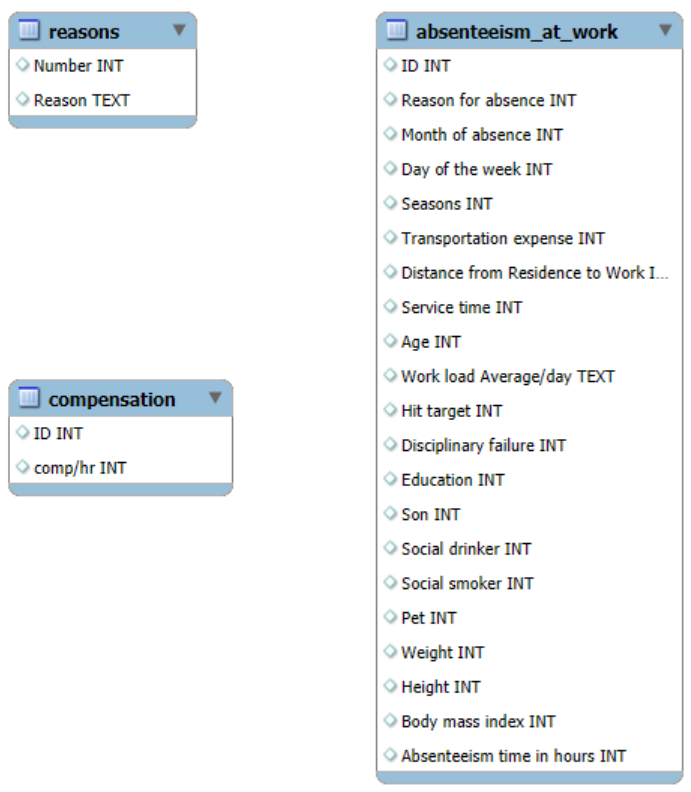 reasons
Number INT
Reason TEXT
compensation
ID INT
comp/hr INT
absenteeism_at_work
ID INT
Reason for absence INT
Month of absence INT
Day of the week INT
Seasons INT
Transportation expense INT
Distance from Residence to Work I...
Service time INT
Age INT
Work load Average/day TEXT
Hit target INT
Disciplinary failure INT
Education INT
Son INT
Social drinker INT
Social smoker INT
Pet INT
Weight INT
Height INT
Body mass index INT
Absenteeism time in hours INT